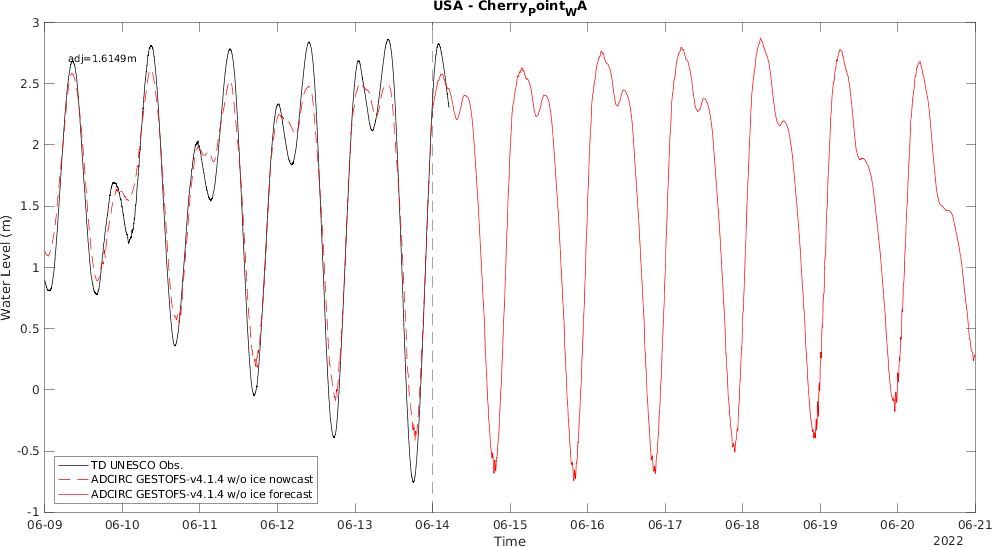 USA - CherryPointWA
adj=1.6149m
3
2.5
2
1.5
1
0.5
0
-0.5
-1
Water Level (m)
TD UNESCO Obs.
ADCIRC GESTOFS-v4.1.4 w/o ice nowcast
ADCIRC GESTOFS-v4.1.4 w/o ice forecast
06-09 06-10 06-11 06-12 06-13 06-14 06-15 06-16 06-17 06-18 06-19 06-20 06-21
Time
2022